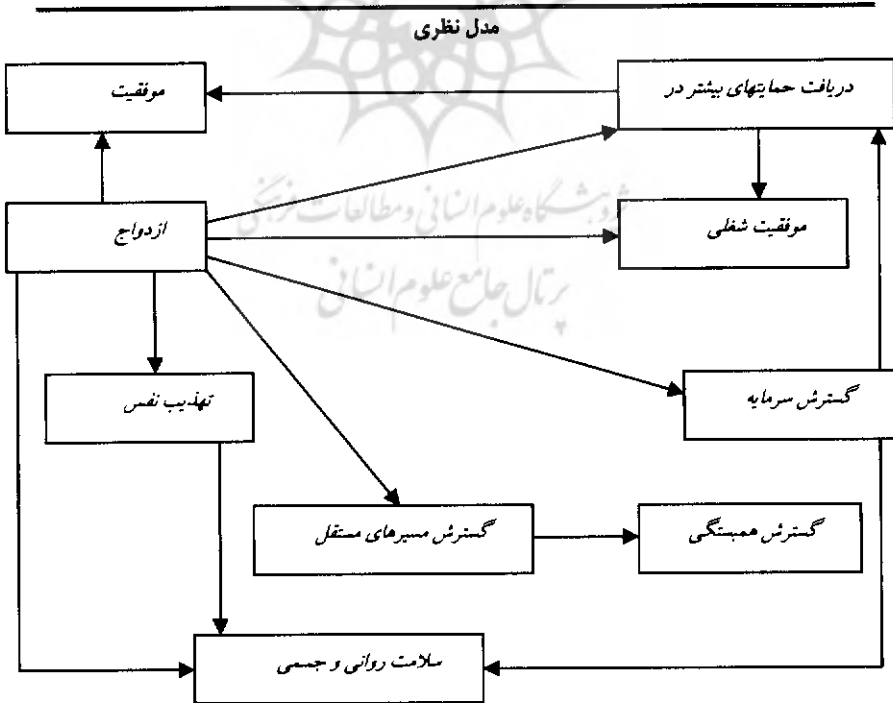 مدل نظری
دریافت حمایتهای بیشتر در
موفقیت
پژوهشگاه علوم انسانی و مطالعات فرهنگی
ازدواج
موفقیت شغلی
پرتال جامع علوم انسانی
تهذیب نفس
گسترش سرمایه
گسترش مسیرهای مستقل
گسترش همبستگی
سلامت روانی و جسمی